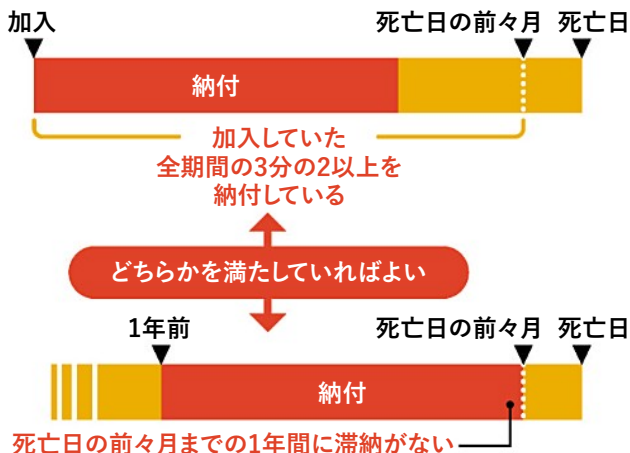 加入
死亡日の前々月
死亡日
納付
加入していた
全期間の3分の2以上を
納付している
どちらかを満たしていればよい
1年前
死亡日の前々月
死亡日
納付
死亡日の前々月までの1年間に滞納がない